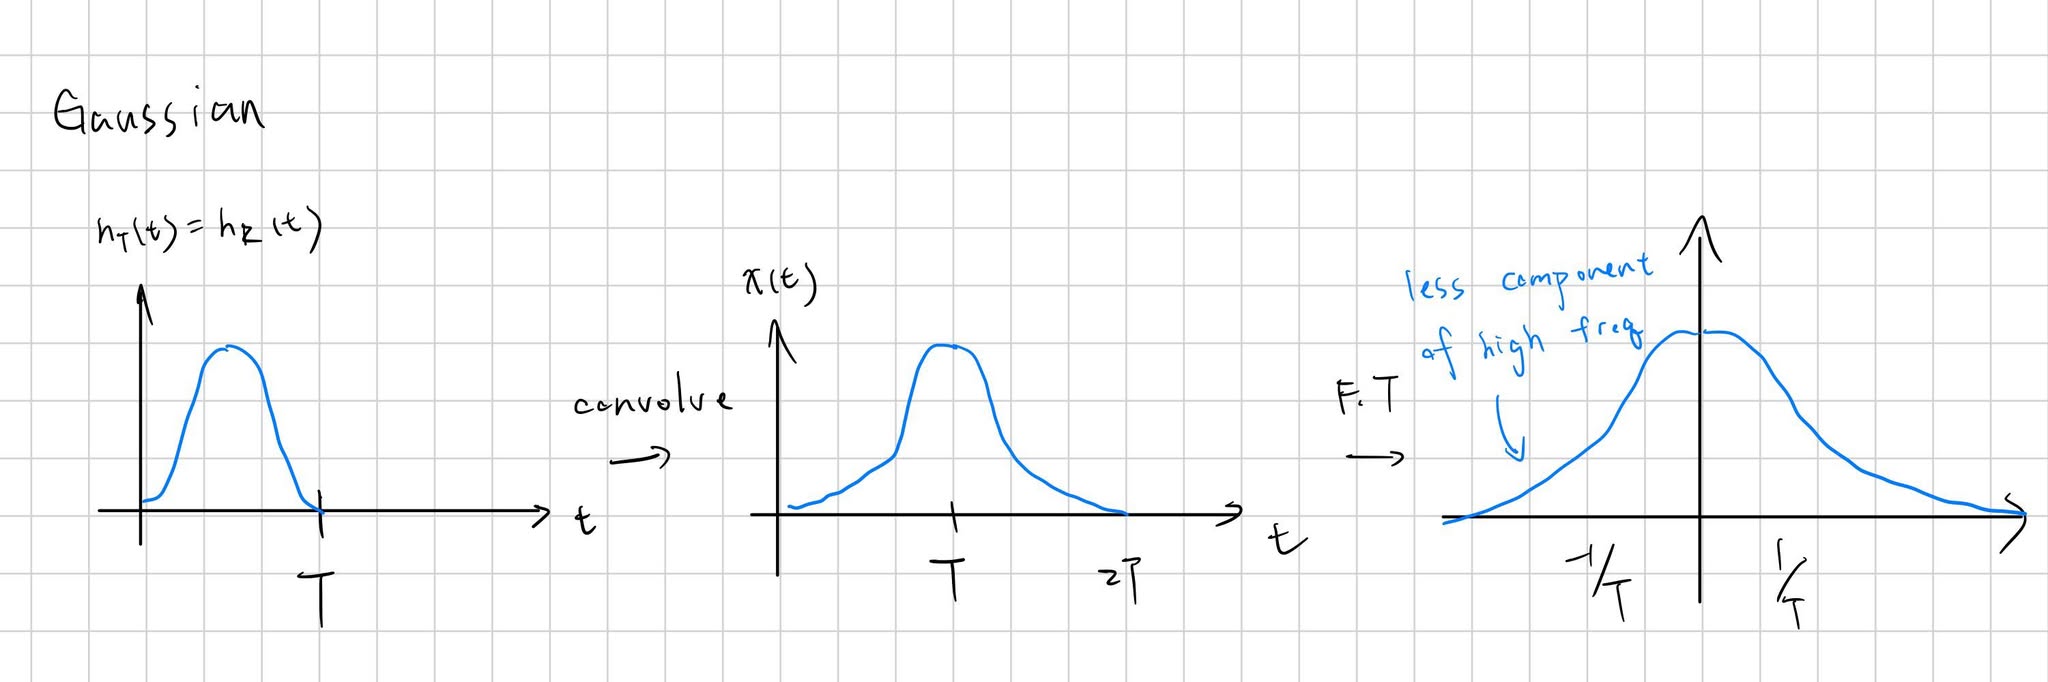 Gaussian
h_T(t) = h_R(t)
t
T
convolve
→
x(t)
t
T
2T
F.T
→
less component
of high freq
-1/T
1/T